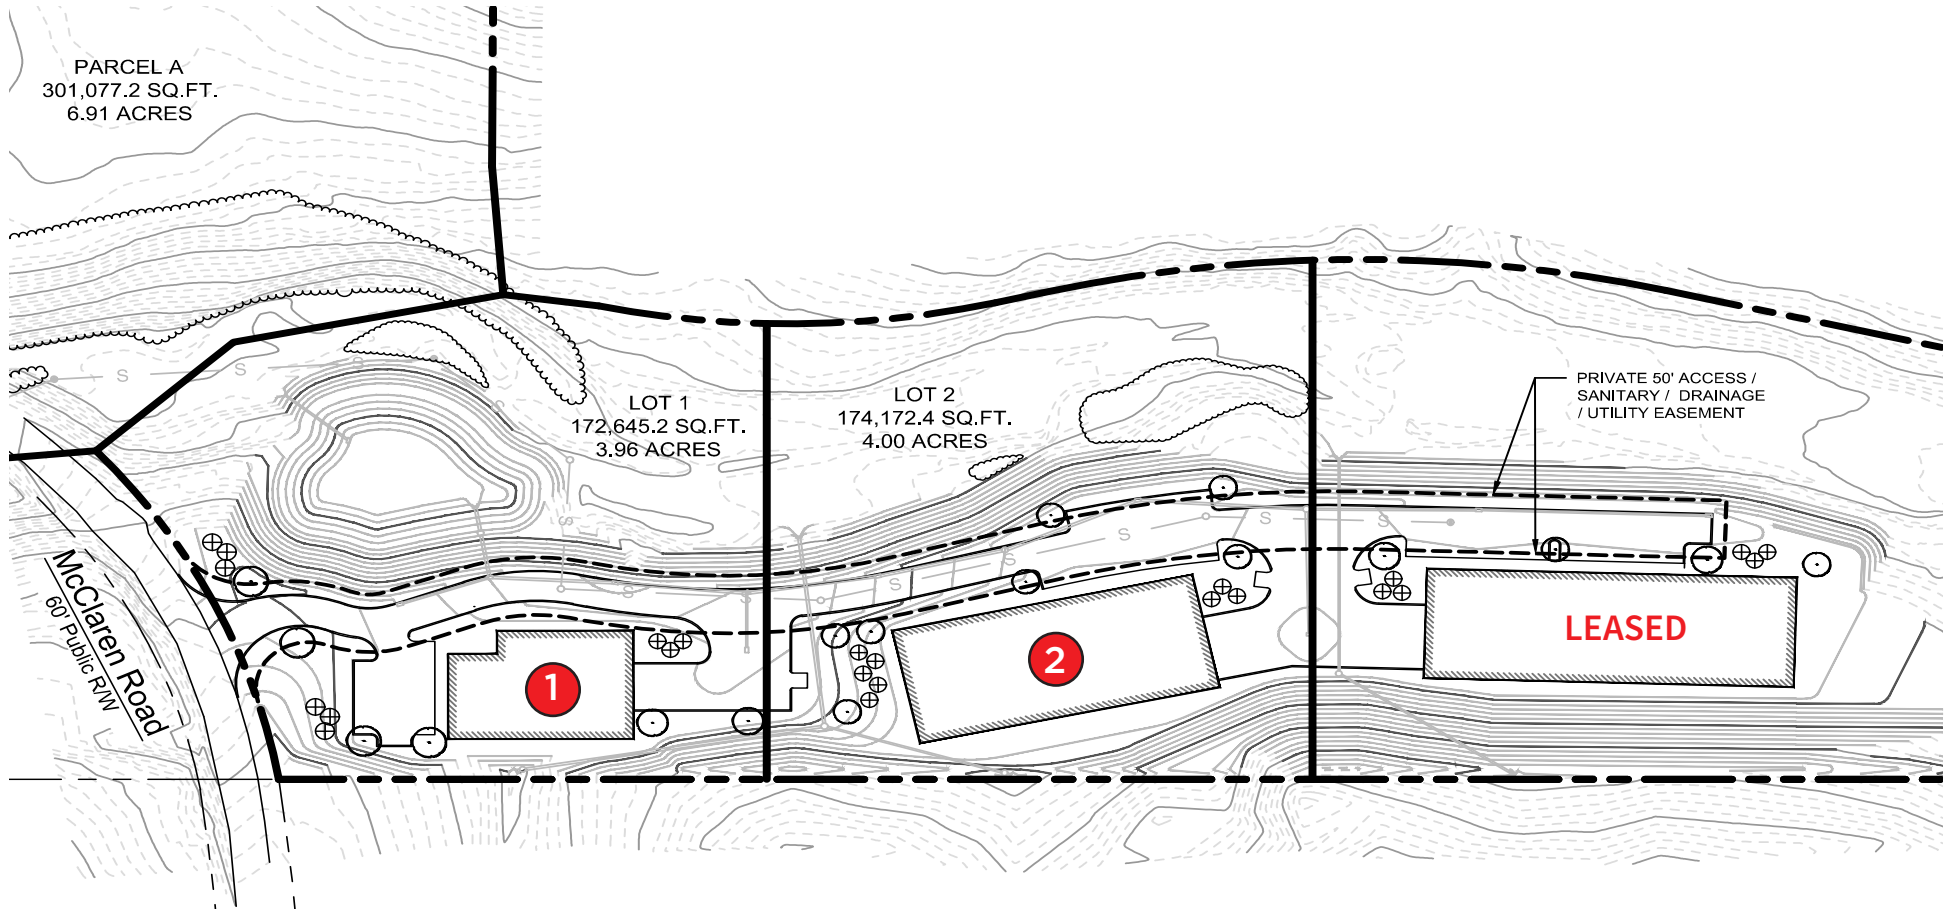 PARCEL A
301,077.2 SQ.FT.
6.91 ACRES
LOT 1
172,645.2 SQ.FT.
3.96 ACRES
LOT 2
174,172.4 SQ.FT.
4.00 ACRES
PRIVATE 50' ACCESS /
SANITARY / DRAINAGE
/ UTILITY EASEMENT
S
S
S
S
S
S
S
S
S
S
McClaren Road
60' Public R/W
1
2
LEASED